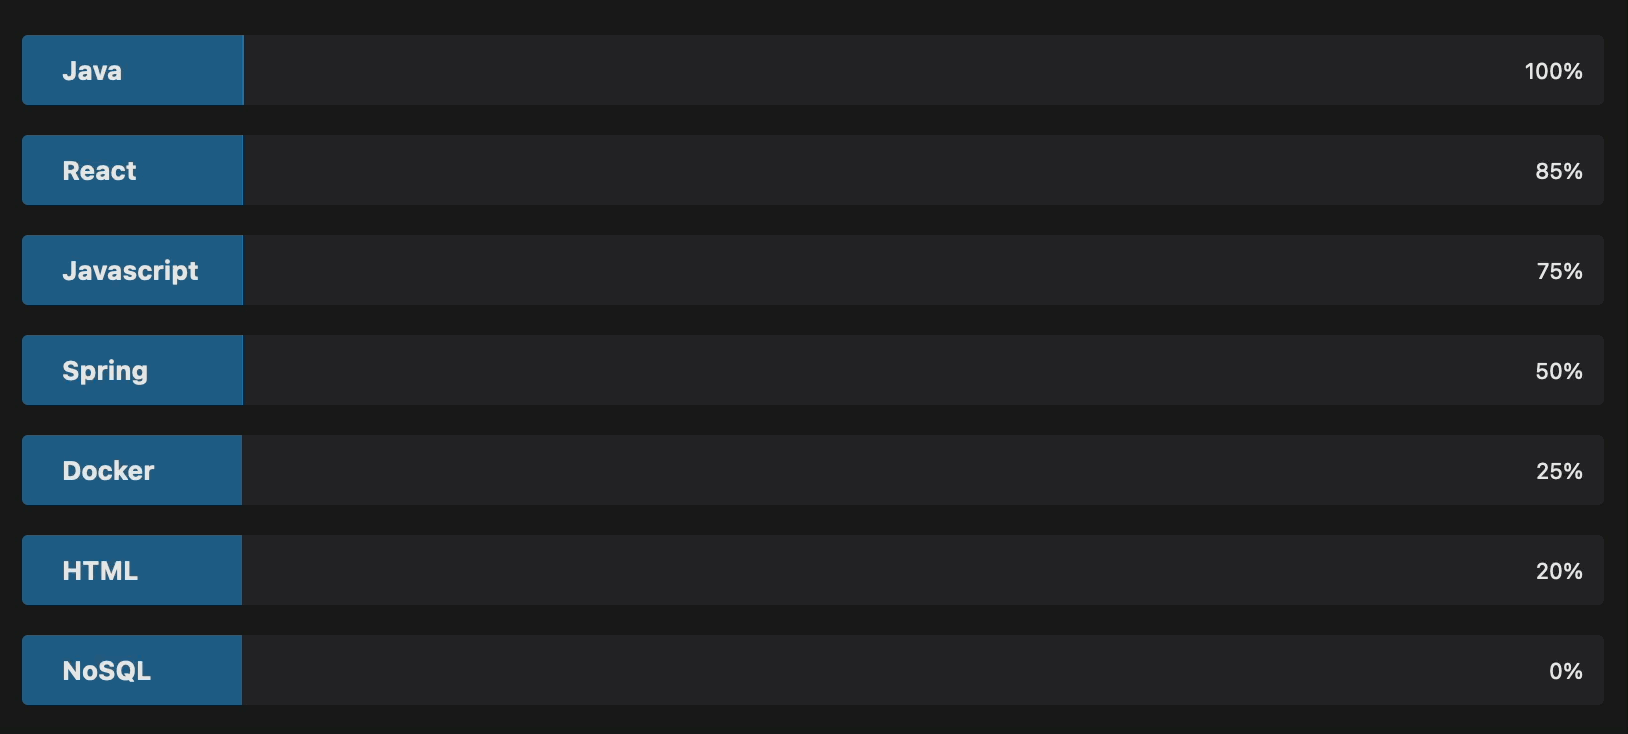 Java 100%
React 85%
Javascript 75%
Spring 50%
Docker 25%
HTML 20%
NoSQL 0%